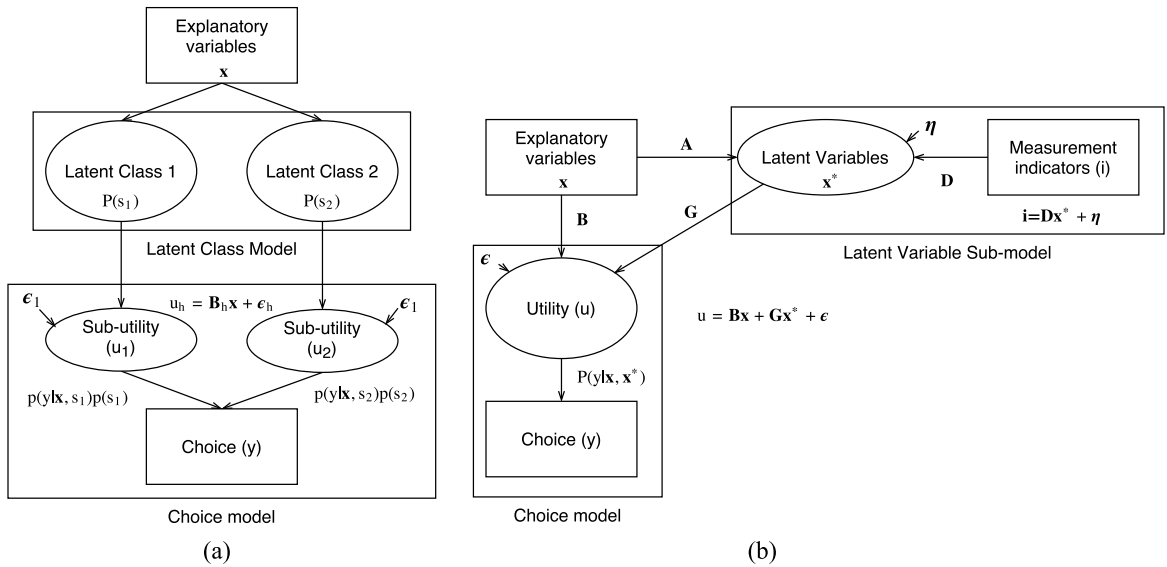 Explanatory
variables
x
Latent Class 1
P(s₁)
Latent Class 2
P(s₂)
Latent Class Model
ϵ₁
uₕ = Bₕx + ϵₕ
ϵ₁
Sub-utility
(u₁)
Sub-utility
(u₂)
p(y|x, s₁)p(s₁)
p(y|x, s₂)p(s₂)
Choice (y)
Choice model
(a)
Explanatory
variables
x
A
Latent Variables
x*
η
D
Measurement
indicators (i)
i=Dx* + η
Latent Variable Sub-model
B
G
ϵ
Utility (u)
u = Bx + Gx* + ϵ
P(y|x, x*)
Choice (y)
Choice model
(b)